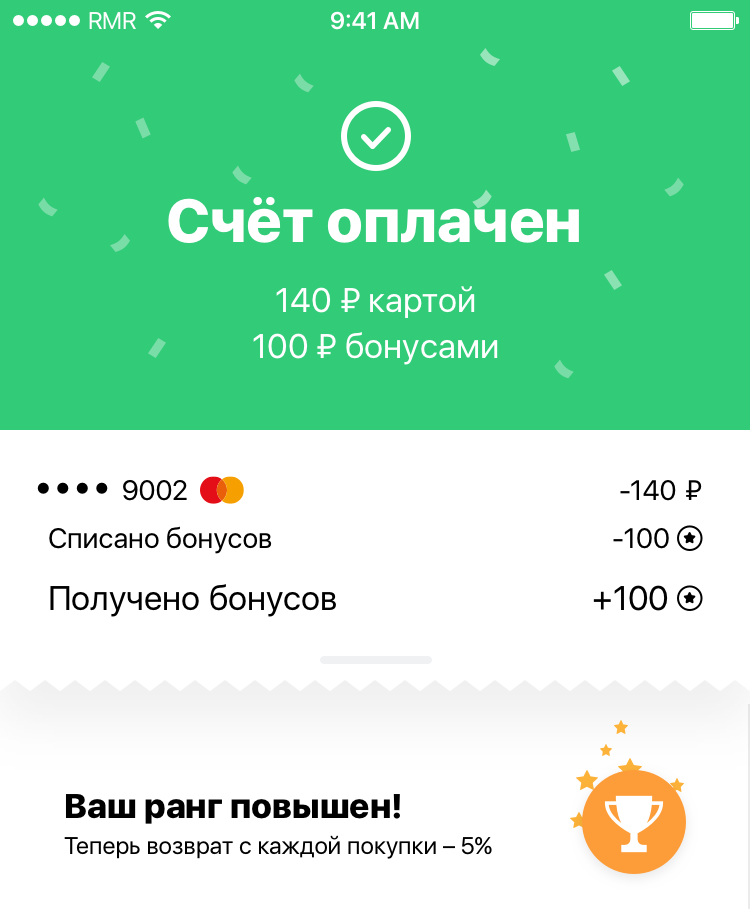 RMR 9:41 AM
Счёт оплачен
140 ₽ картой
100 ₽ бонусами
•••• 9002 -140 ₽
Списано бонусов -100
Получено бонусов +100
Ваш ранг повышен!
Теперь возврат с каждой покупки – 5%